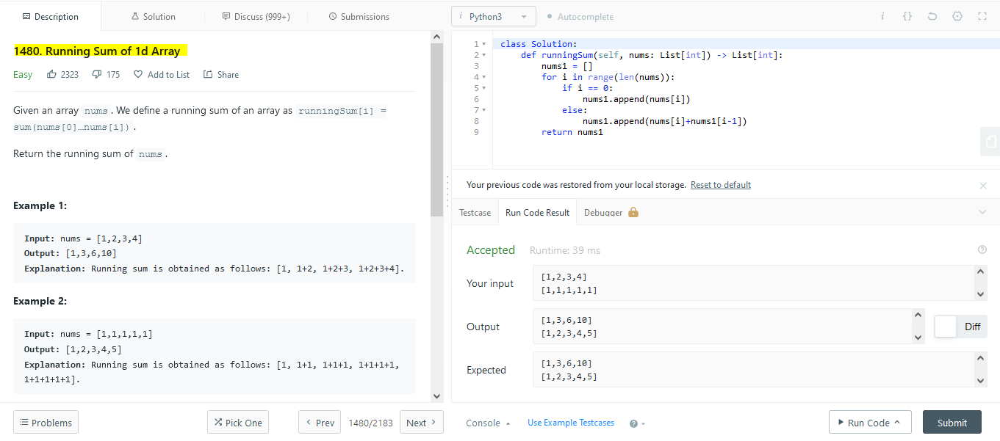 Description
Solution
Discuss (999+)
Submissions
1480. Running Sum of 1d Array
Easy 2323 175 Add to List Share
Given an array nums. We define a running sum of an array as runningSum[i] =
sum(nums[0]…nums[i]).
Return the running sum of nums.
Example 1:
Input: nums = [1,2,3,4]
Output: [1,3,6,10]
Explanation: Running sum is obtained as follows: [1, 1+2, 1+2+3, 1+2+3+4].
Example 2:
Input: nums = [1,1,1,1,1]
Output: [1,2,3,4,5]
Explanation: Running sum is obtained as follows: [1, 1+1, 1+1+1, 1+1+1+1,
1+1+1+1+1].
Problems
Pick One
Prev
1480/2183
Next
i Python3
Autocomplete
i {}
1 class Solution:
2     def runningSum(self, nums: List[int]) -> List[int]:
3         nums1 = []
4         for i in range(len(nums)):
5             if i == 0:
6                 nums1.append(nums[i])
7             else:
8                 nums1.append(nums[i]+nums1[i-1])
9         return nums1
Your previous code was restored from your local storage. Reset to default
Testcase
Run Code Result
Debugger
Accepted Runtime: 39 ms
Your input
[1,2,3,4]
[1,1,1,1,1]
Output
[1,3,6,10]
[1,2,3,4,5]
Diff
Expected
[1,3,6,10]
[1,2,3,4,5]
Console
Use Example Testcases
?
Run Code
Submit